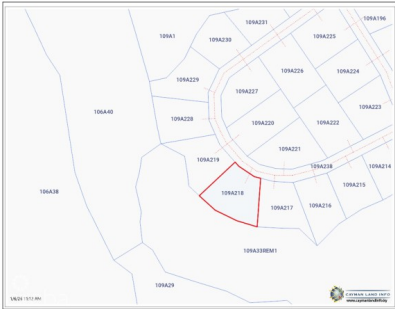 109A196
109A231
109A1
109A230
109A225
109A229
109A226
109A224
109A227
106A40
109A223
109A228
109A220
109A222
109A221
109A219
109A238
109A214
109A215
106A38
109A218
109A217
109A216
109A33REM1
109A29
CAYMAN LAND INFO
www.caymanlandinfo.ky